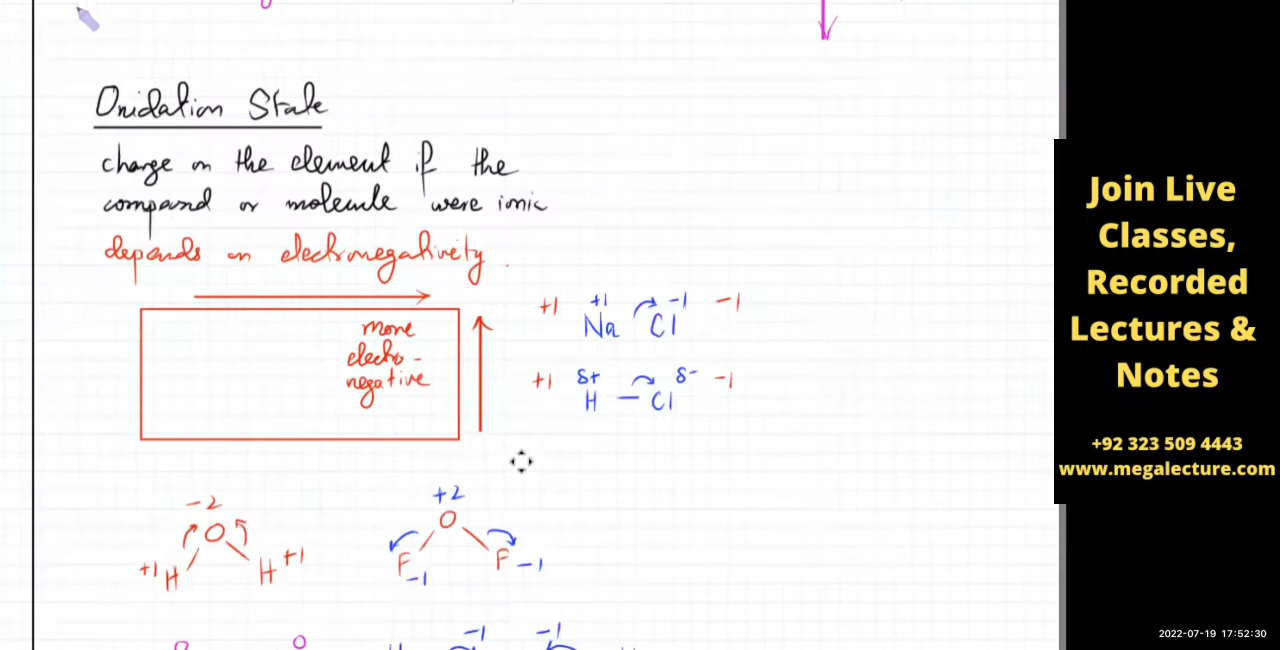 Oxidation State
charge on the element if the
compound or molecule were ionic
depends on electronegativity.
more
electro-
negative
+1 +1 -1 -1
Na Cl
+1 δ+ δ- -1
H — Cl
-2
O
+1 H H +1
+2
O
F F -1
-1
-1 -1
Join Live
Classes,
Recorded
Lectures &
Notes
+92 323 509 4443
www.megalecture.com
2022-07-19 17:52:30